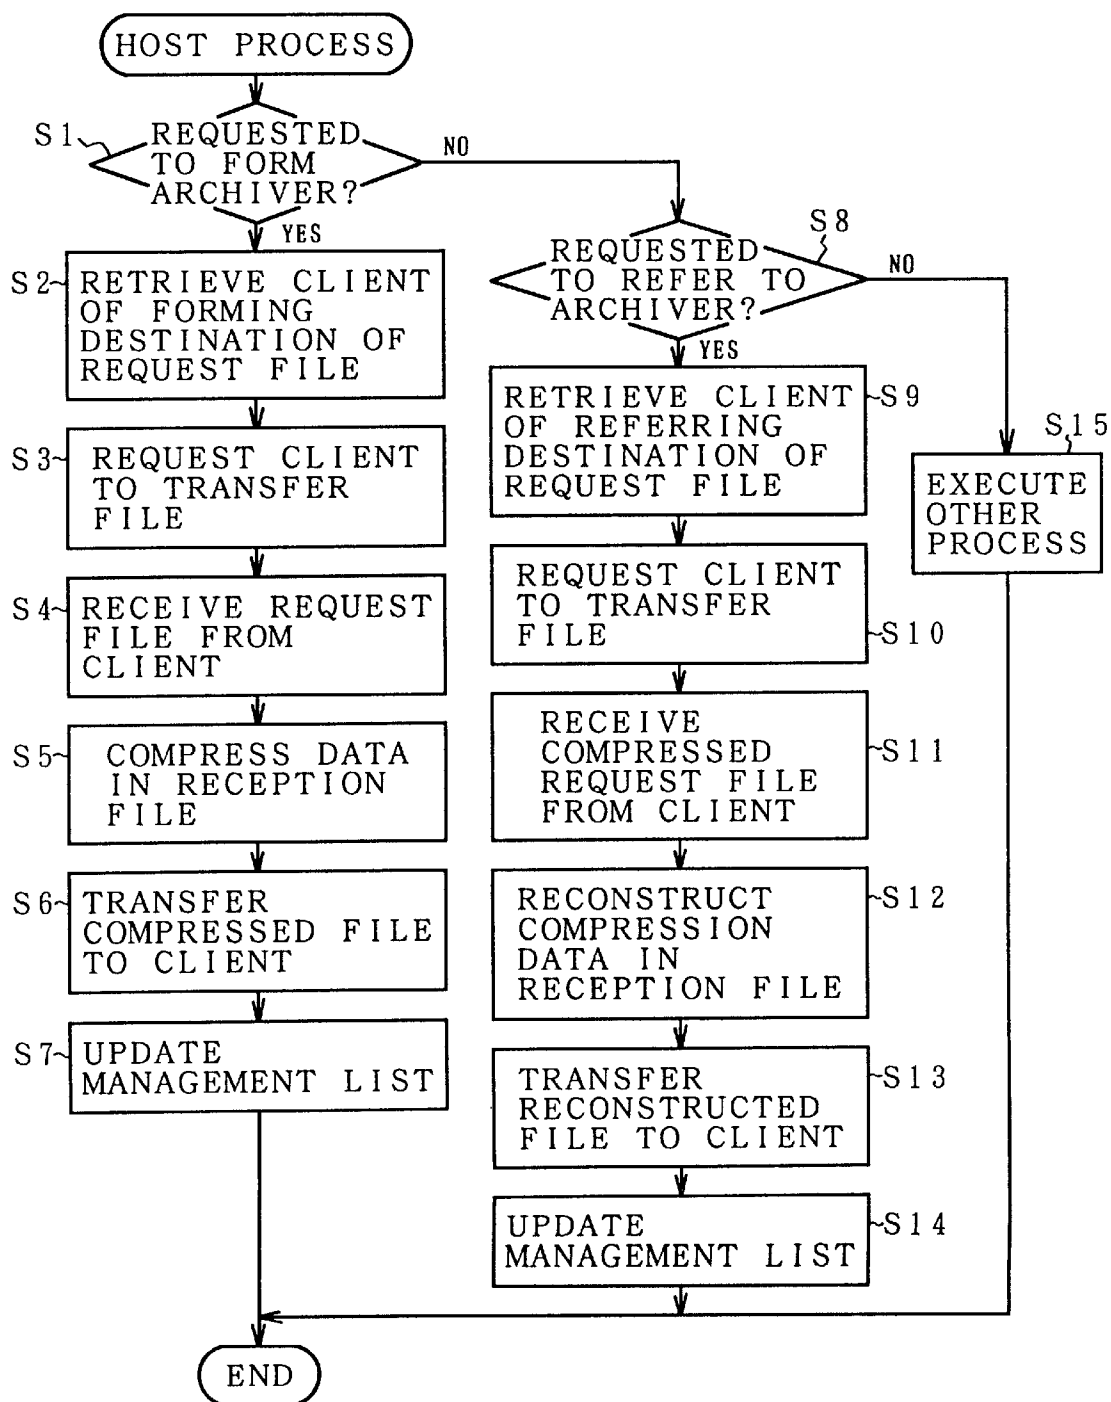 HOST PROCESS
S1
REQUESTED
TO FORM
ARCHIVER?
NO
YES
S2
RETRIEVE CLIENT
OF FORMING
DESTINATION OF
REQUEST FILE
S3
REQUEST CLIENT
TO TRANSFER
FILE
S4
RECEIVE REQUEST
FILE FROM
CLIENT
S5
COMPRESS DATA
IN RECEPTION
FILE
S6
TRANSFER
COMPRESSED FILE
TO CLIENT
S7
UPDATE
MANAGEMENT LIST
S8
REQUESTED
TO REFER TO
ARCHIVER?
NO
YES
S9
RETRIEVE CLIENT
OF REFERRING
DESTINATION OF
REQUEST FILE
REQUEST CLIENT
TO TRANSFER
FILE
S10
RECEIVE
COMPRESSED
REQUEST FILE
FROM CLIENT
S11
RECONSTRUCT
COMPRESSION
DATA IN
RECEPTION FILE
S12
TRANSFER
RECONSTRUCTED
FILE TO CLIENT
S13
UPDATE
MANAGEMENT LIST
S14
S15
EXECUTE
OTHER
PROCESS
END